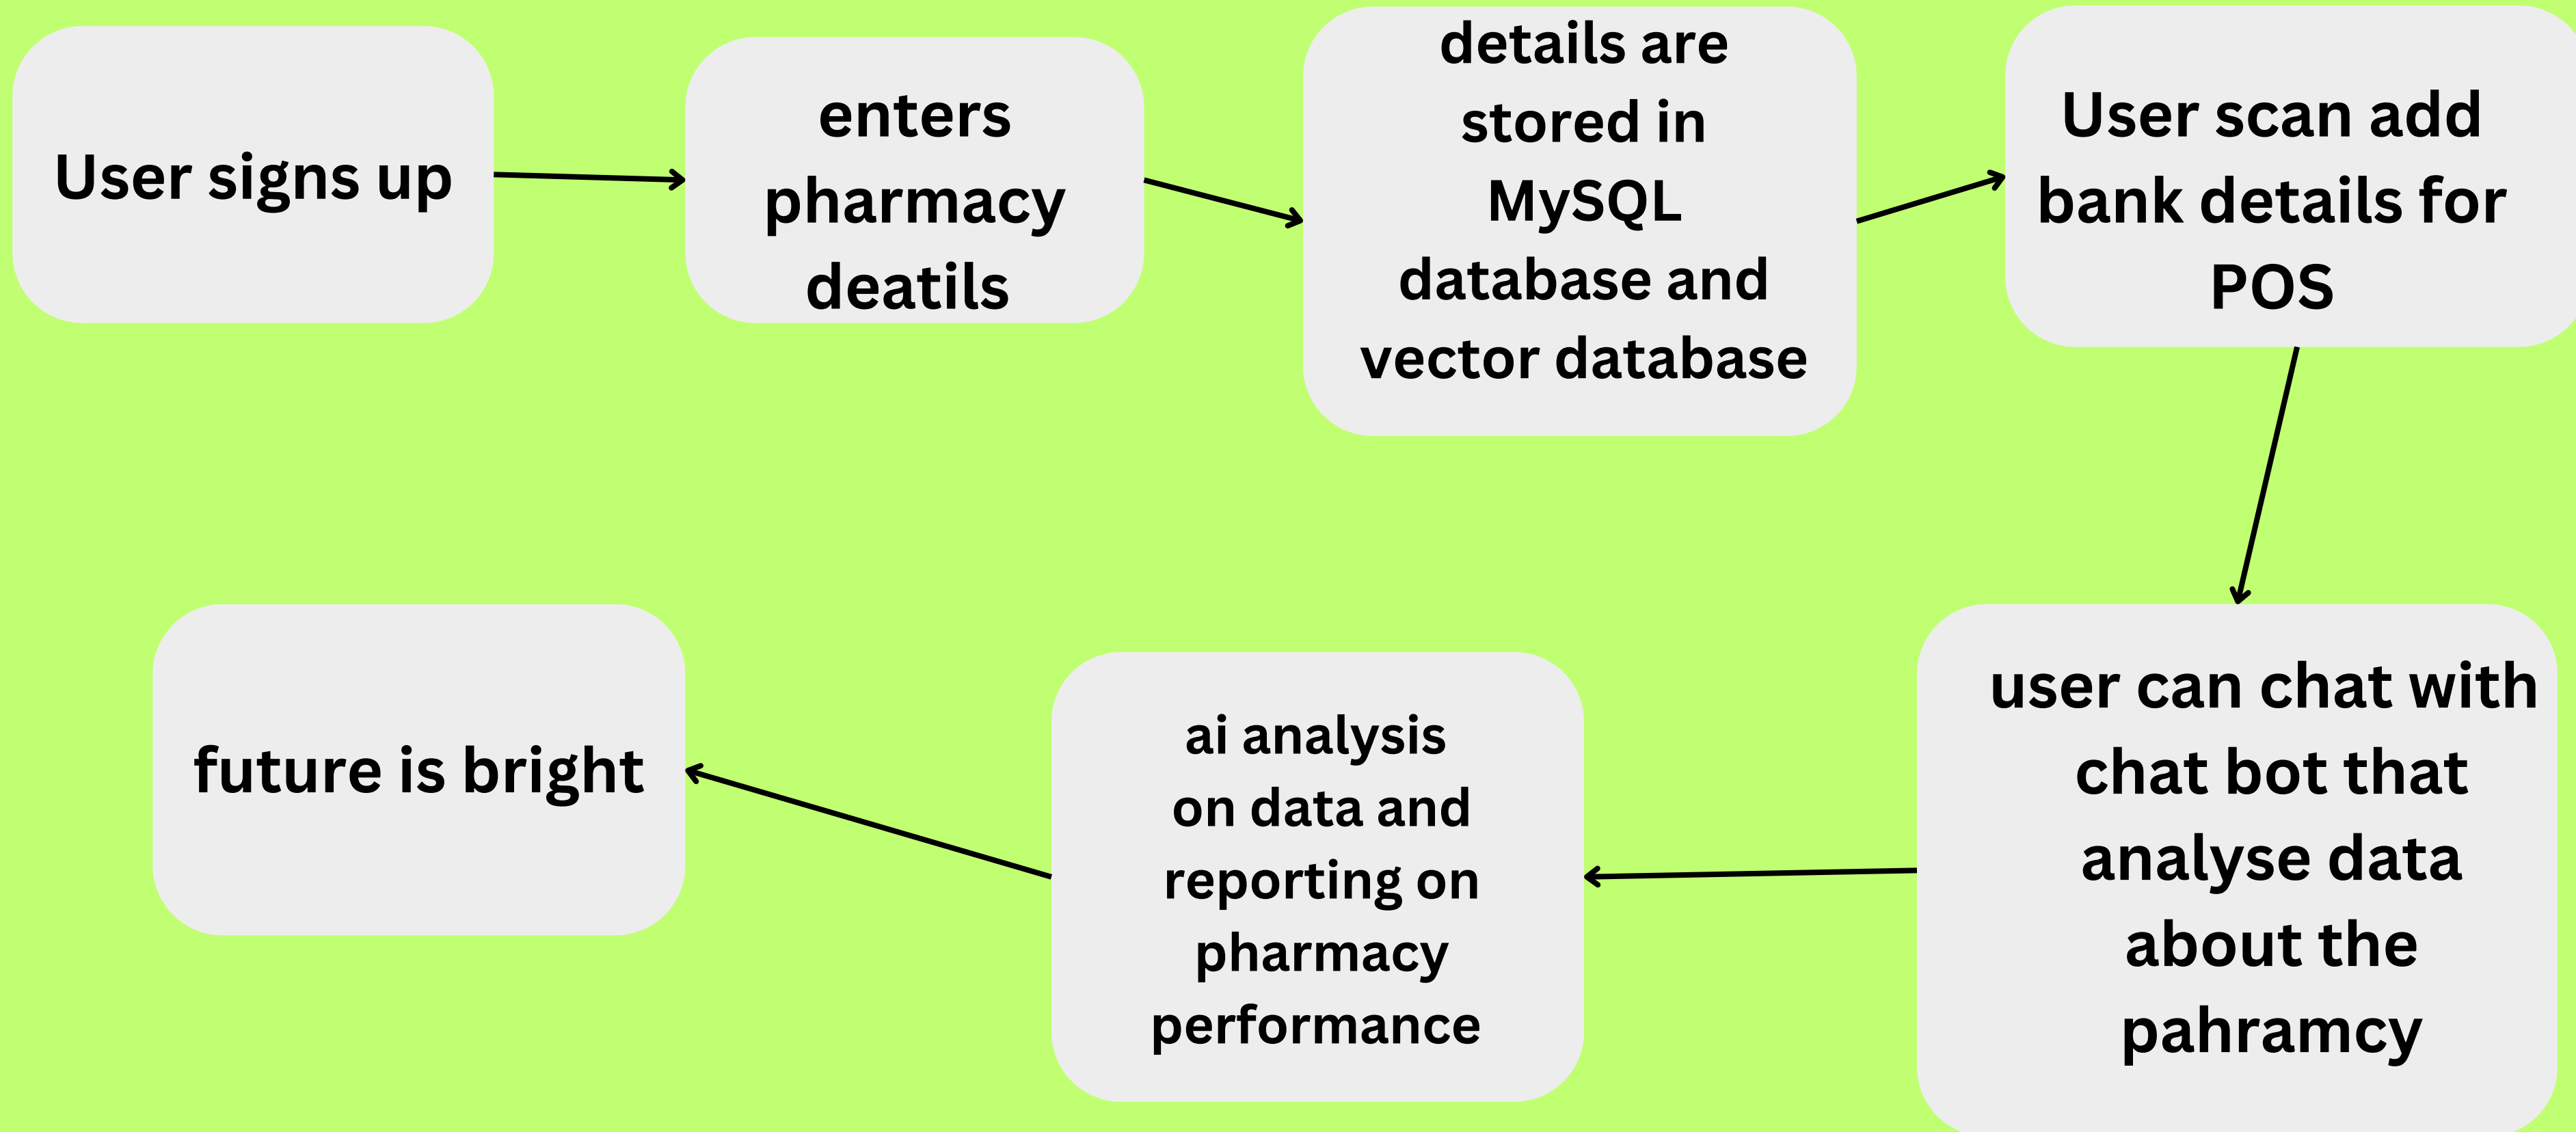 User signs up
enters
pharmacy
deatils
details are
stored in
MySQL
database and
vector database
User scan add
bank details for
POS
user can chat with
chat bot that
analyse data
about the
pahramcy
ai analysis
on data and
reporting on
pharmacy
performance
future is bright